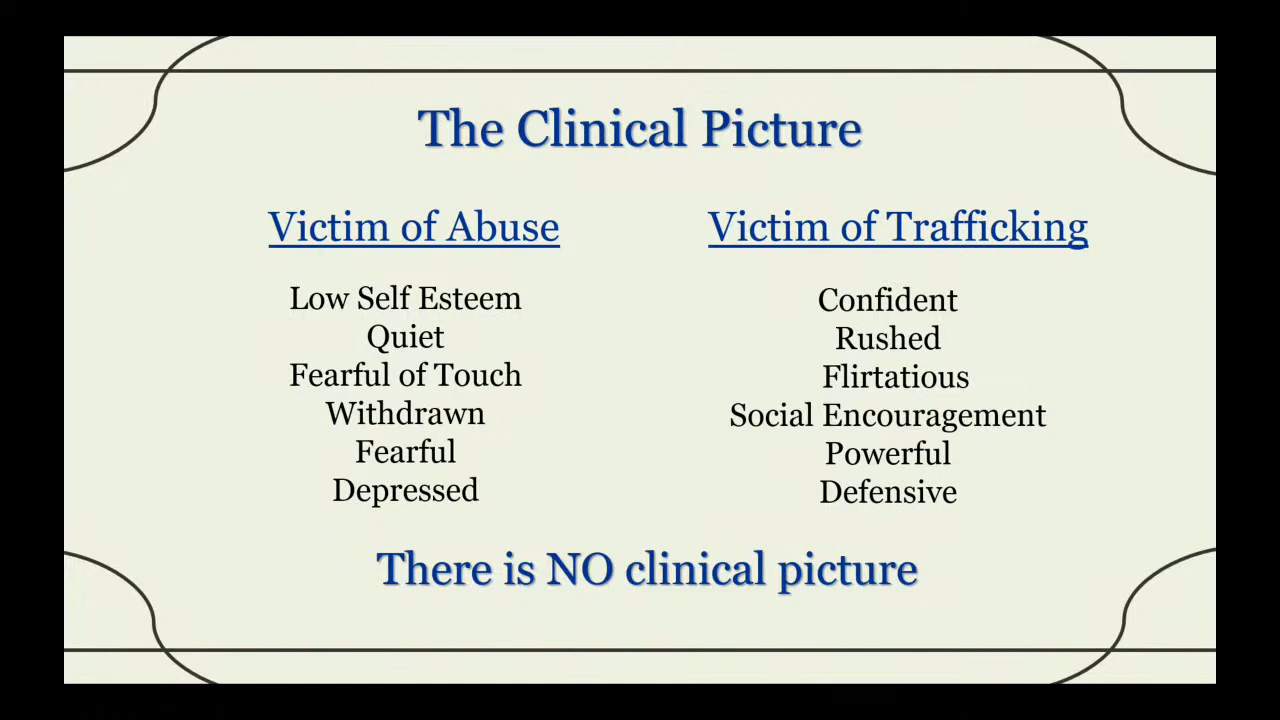 The Clinical Picture
Victim of Abuse
Low Self Esteem
Quiet
Fearful of Touch
Withdrawn
Fearful
Depressed
Victim of Trafficking
Confident
Rushed
Flirtatious
Social Encouragement
Powerful
Defensive
There is NO clinical picture